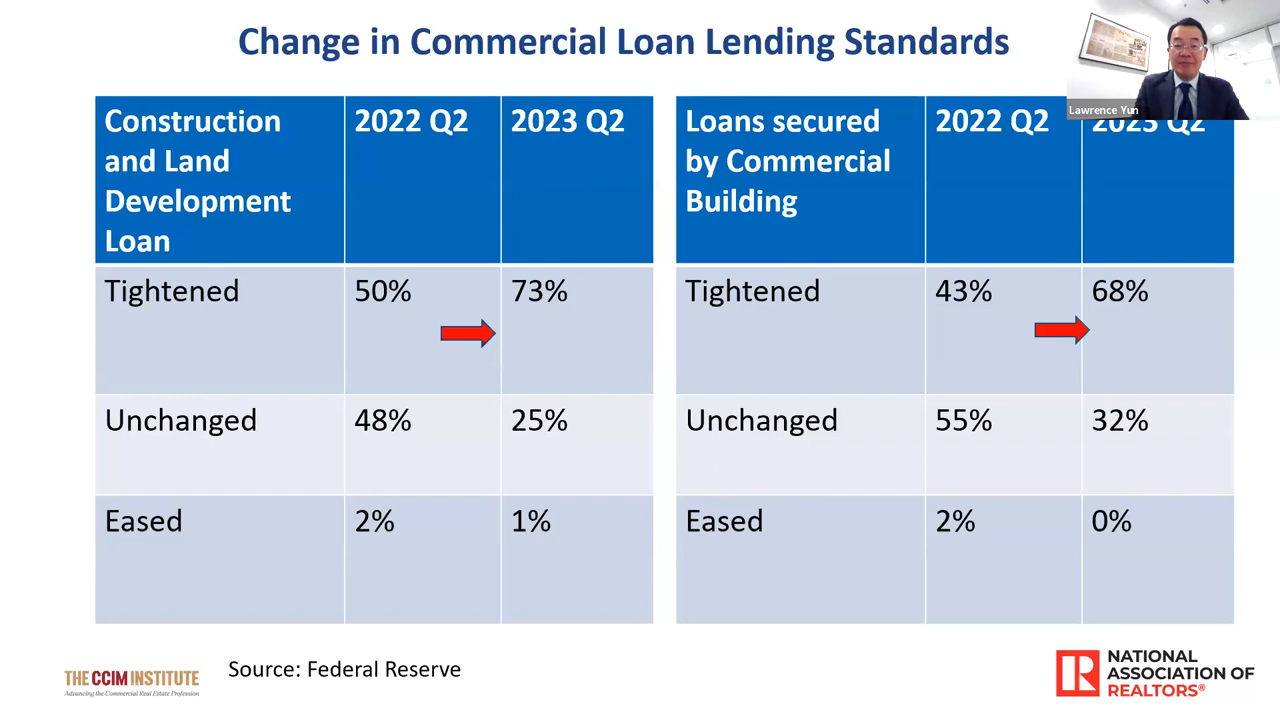 Change in Commercial Loan Lending Standards
Lawrence Yun
Construction
and Land
Development
Loan
2022 Q2
2023 Q2
Tightened
50%
73%
Unchanged
48%
25%
Eased
2%
1%
Loans secured
by Commercial
Building
2022 Q2
2023 Q2
Tightened
43%
68%
Unchanged
55%
32%
Eased
2%
0%
THE CCIM INSTITUTE
Advancing the Commercial Real Estate Profession
Source: Federal Reserve
NATIONAL
ASSOCIATION OF
REALTORS®